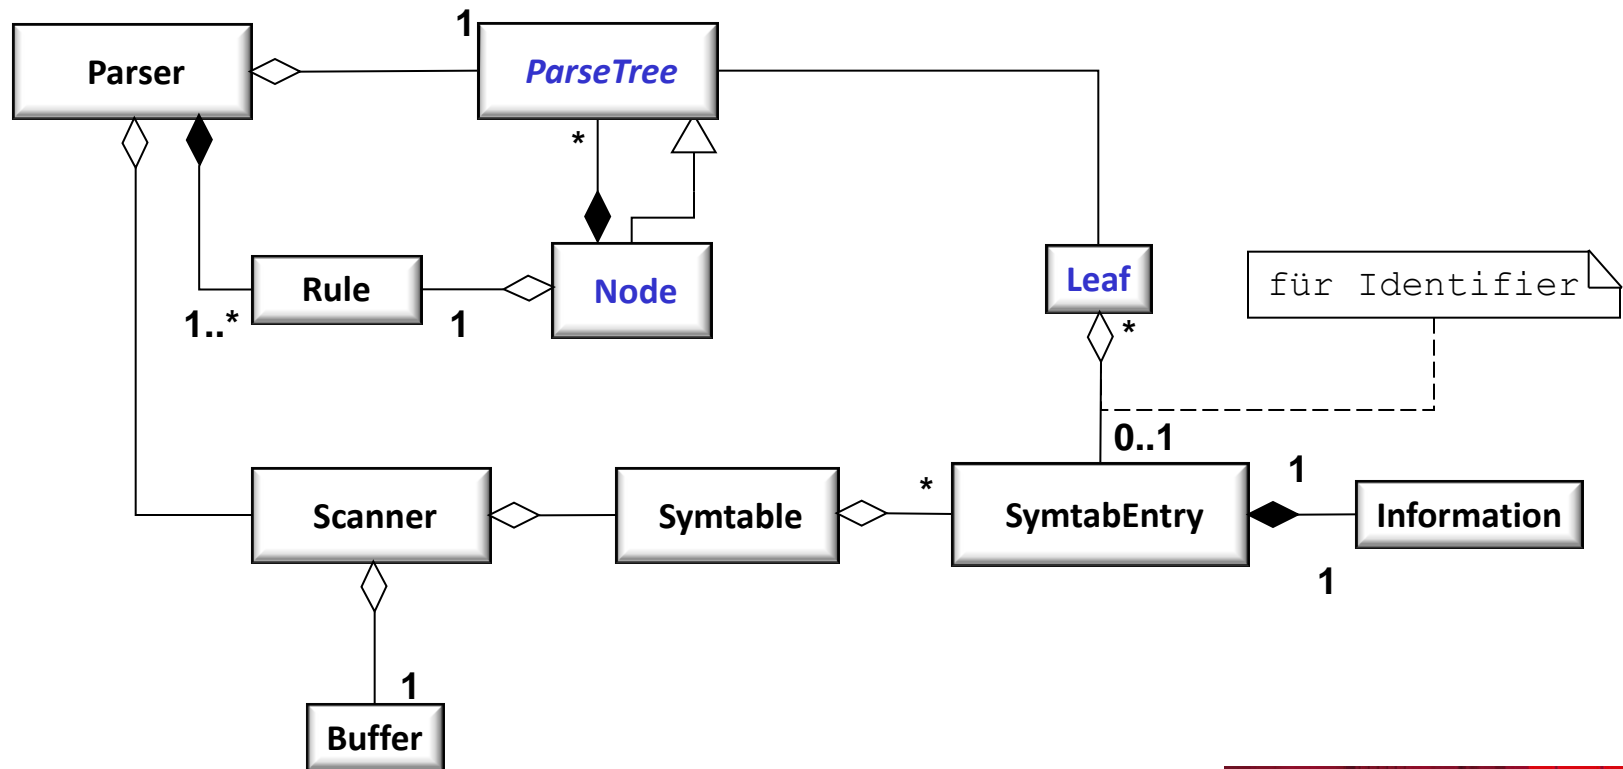 1
Parser
ParseTree
*
Rule
Node
Leaf
für Identifier
1..*
1
*
0..1
Scanner
Symtable
*
SymtabEntry
1
Information
1
1
Buffer